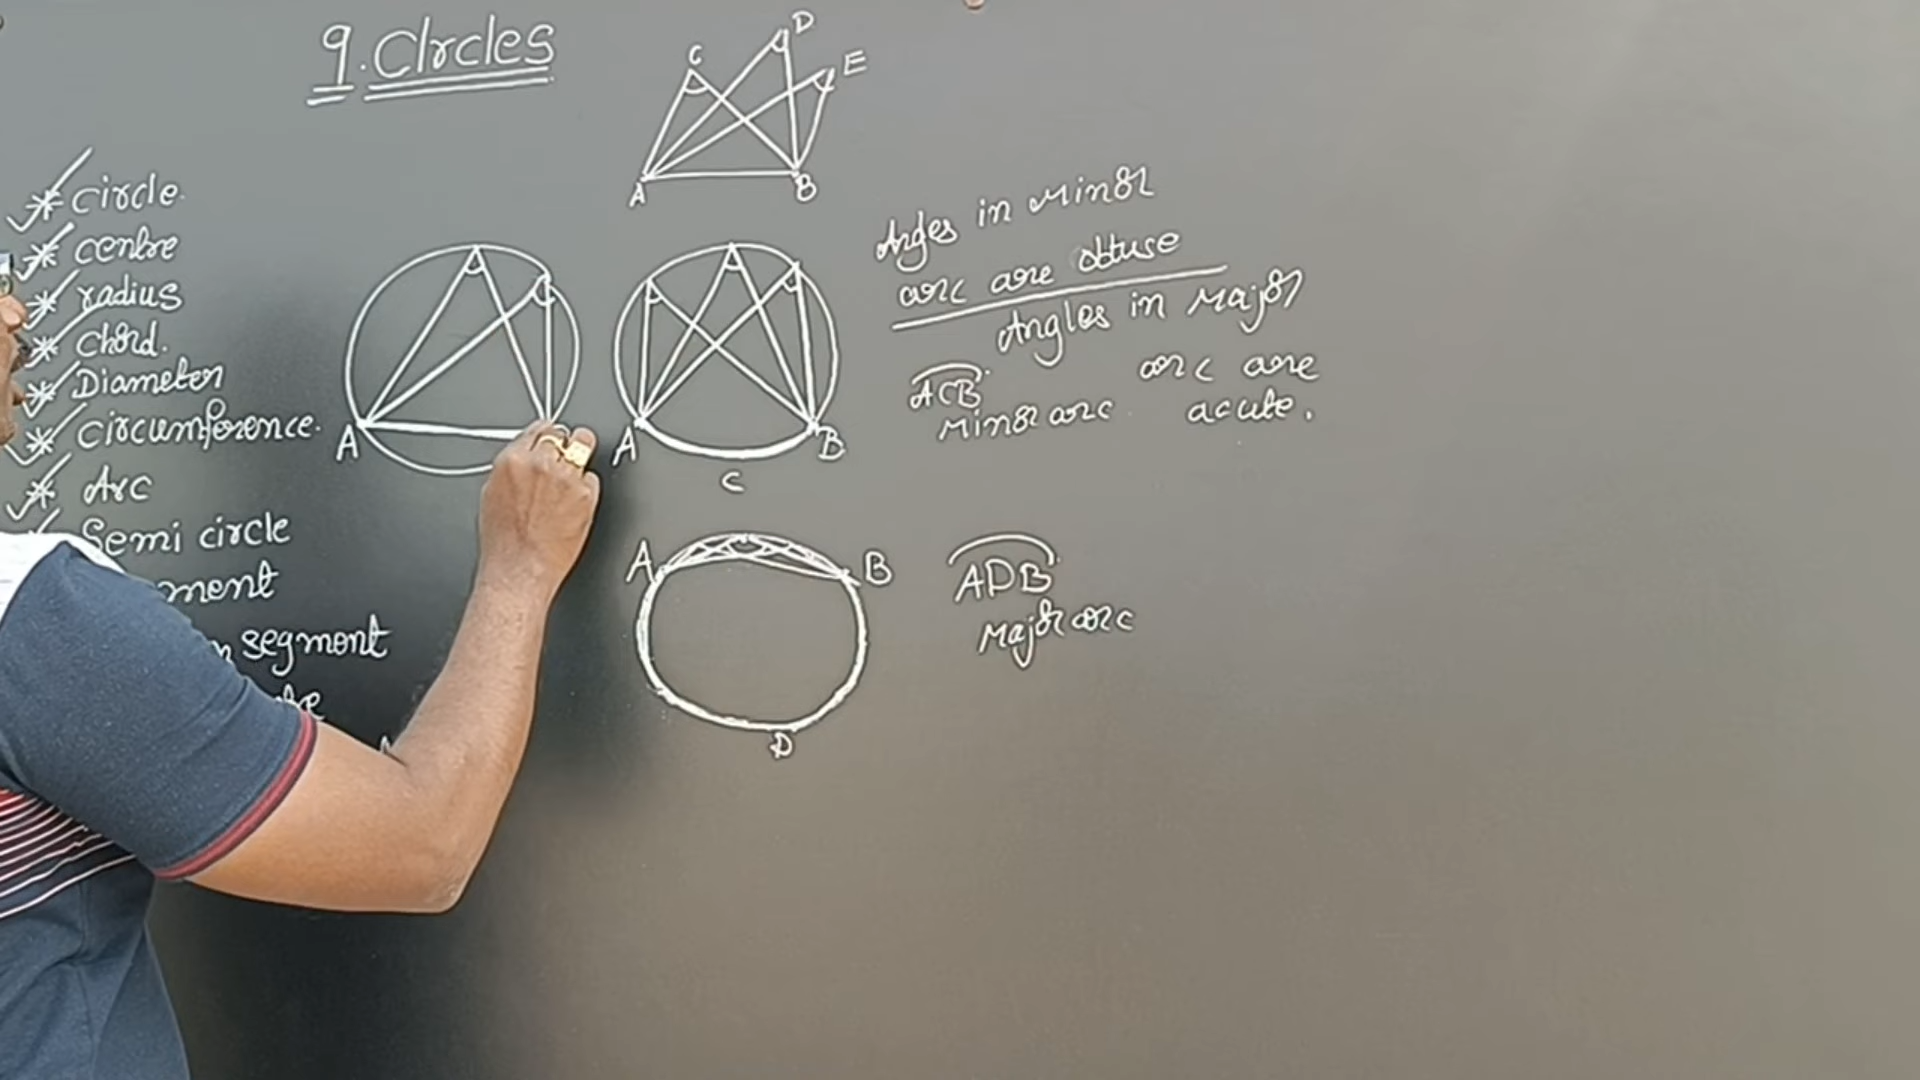 9. Circles
* Circle.
* centre
* radius
* Chord.
* Diameter
* Circumference.
* Arc
Semi circle
segment
C
D
E
A
B
A
A
B
C
Angles in Minor
arc are obtuse
Angles in Major
arc are
acute.
ACB
Minor arc
A
B
D
ADB
Major arc